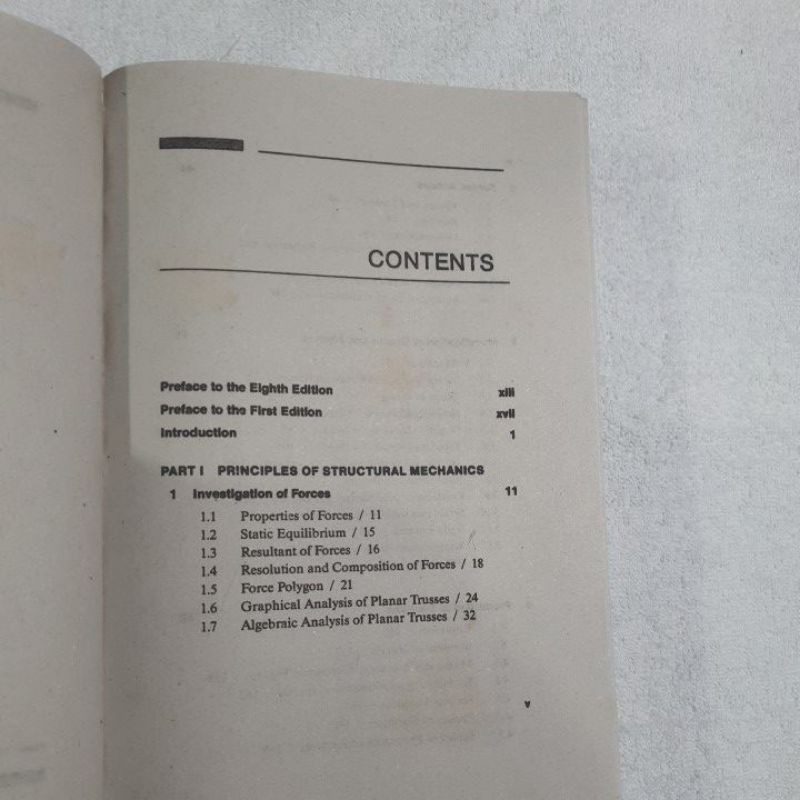 CONTENTS
Preface to the Eighth Edition xiii
Preface to the First Edition xvii
Introduction 1
PART I PRINCIPLES OF STRUCTURAL MECHANICS
1 Investigation of Forces 11
1.1 Properties of Forces / 11
1.2 Static Equilibrium / 15
1.3 Resultant of Forces / 16
1.4 Resolution and Composition of Forces / 18
1.5 Force Polygon / 21
1.6 Graphical Analysis of Planar Trusses / 24
1.7 Algebraic Analysis of Planar Trusses / 32
v